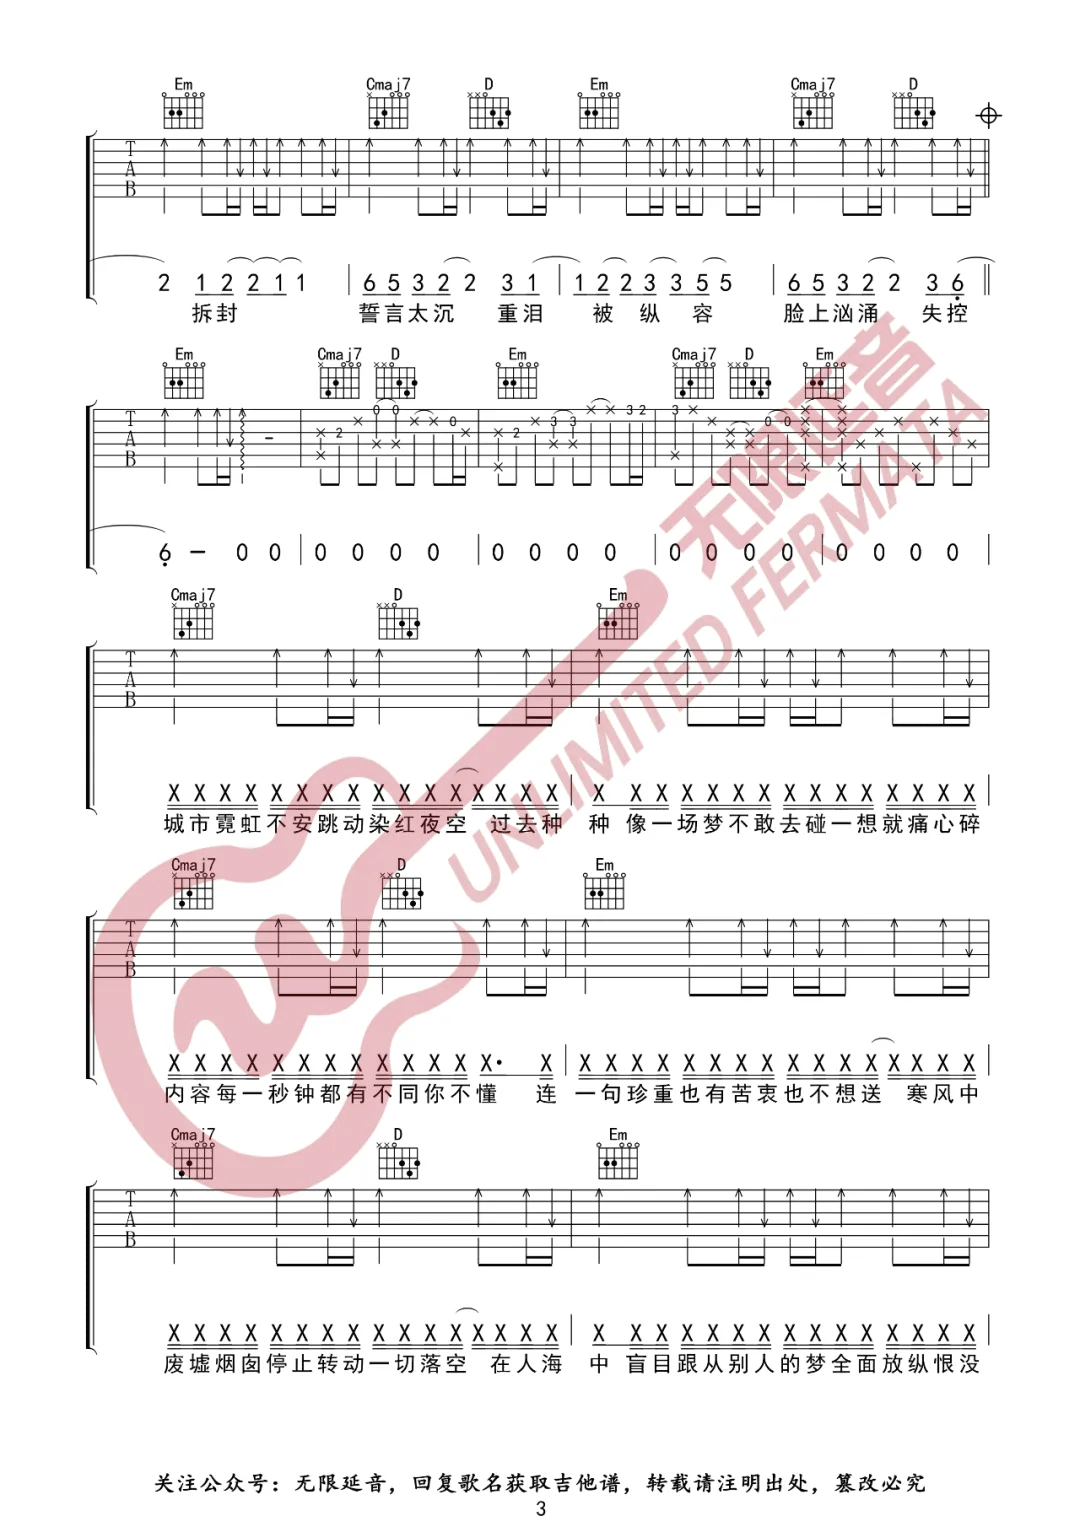 Em Cmaj7 D Em Cmaj7 D
T
A
B
2 1 2 2 1 1 6 5 3 2 2 3 1 1 2 2 3 3 5 5 6 5 3 2 2 3 6
拆封 誓言太沉 重泪 被 纵 容 脸上汹涌 失控
Em Cmaj7 D Em Cmaj7 D Em
T
A
B
2 0 0 0 2 3 3 3 2 3 0 0
6 — 0 0 0 0 0 0 0 0 0 0 0 0 0 0 0 0 0 0
Cmaj7 D Em
T
A
B
X X X X X X X X X X X X X X X X X X X X X X X X X X X X X X
城市霓虹不安跳动染红夜空 过去种 种 像一场梦不敢去碰一想就痛心碎
Cmaj7 D Em
T
A
B
X X X X X X X X X X X X X· X X X X X X X X X X X X X X X X X
内容每一秒钟都有不同你不懂 连 一句珍重也有苦衷也不想送 寒风中
Cmaj7 D Em
T
A
B
X X X X X X X X X X X X X X X X X X X X X X X X X X X X X X
废墟烟囱停止转动一切落空 在人海 中 盲目跟从别人的梦全面放纵恨没
无限延音
UNLIMITED FERMATA
关注公众号：无限延音，回复歌名获取吉他谱，转载请注明出处，篡改必究
3